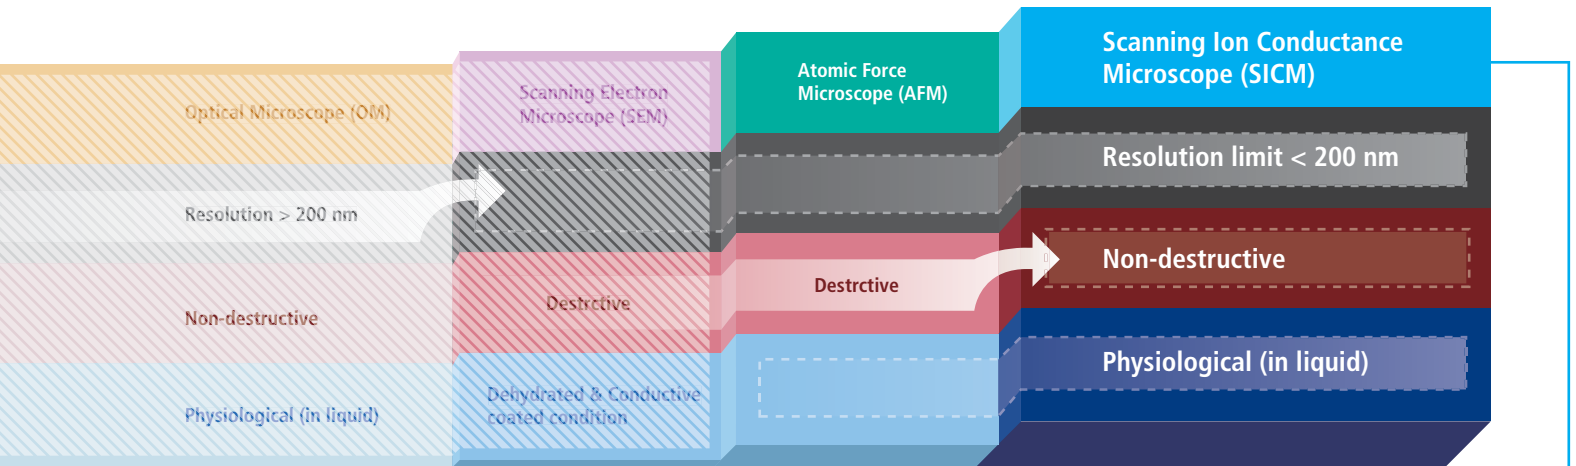 Optical Microscope (OM)
Resolution > 200 nm
Non-destructive
Physiological (in liquid)
Scanning Electron
Microscope (SEM)
Destrctive
Dehydrated & Conductive
coated condition
Atomic Force
Microscope (AFM)
Destrctive
Scanning Ion Conductance
Microscope (SICM)
Resolution limit < 200 nm
Non-destructive
Physiological (in liquid)